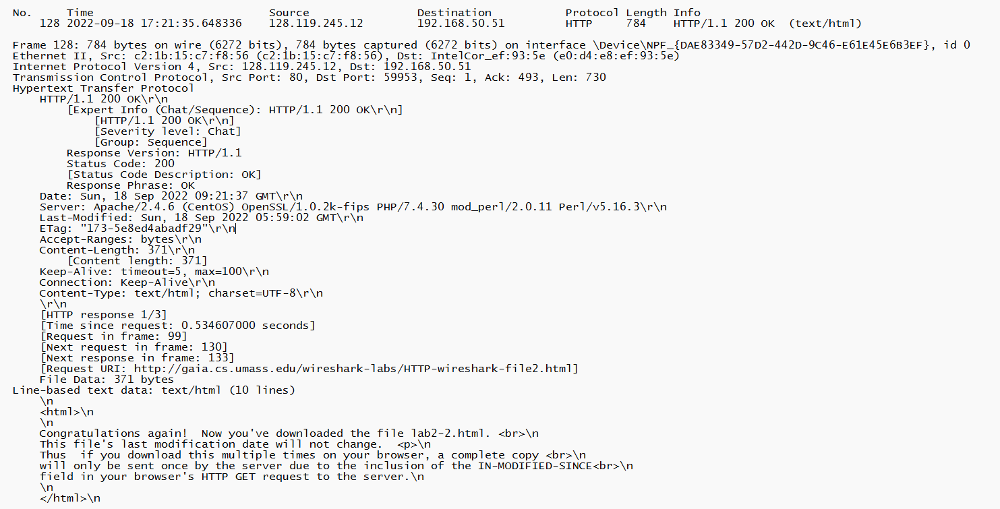 No. Time Source Destination Protocol Length Info
128 2022-09-18 17:21:35.648336 128.119.245.12 192.168.50.51 HTTP 784 HTTP/1.1 200 OK (text/html)
Frame 128: 784 bytes on wire (6272 bits), 784 bytes captured (6272 bits) on interface \Device\NPF_{DAE83349-57D2-442D-9C46-E61E45E6B3EF}, id 0
Ethernet II, Src: c2:1b:15:c7:f8:56 (c2:1b:15:c7:f8:56), Dst: IntelCor_ef:93:5e (e0:d4:e8:ef:93:5e)
Internet Protocol Version 4, Src: 128.119.245.12, Dst: 192.168.50.51
Transmission Control Protocol, Src Port: 80, Dst Port: 59953, Seq: 1, Ack: 493, Len: 730
Hypertext Transfer Protocol
HTTP/1.1 200 OK\r\n
[Expert Info (Chat/Sequence): HTTP/1.1 200 OK\r\n]
[HTTP/1.1 200 OK\r\n]
[Severity level: Chat]
[Group: Sequence]
Response Version: HTTP/1.1
Status Code: 200
[Status Code Description: OK]
Response Phrase: OK
Date: Sun, 18 Sep 2022 09:21:37 GMT\r\n
Server: Apache/2.4.6 (CentOS) OpenSSL/1.0.2k-fips PHP/7.4.30 mod_perl/2.0.11 Perl/v5.16.3\r\n
Last-Modified: Sun, 18 Sep 2022 05:59:02 GMT\r\n
ETag: "173-5e8ed4abadf29"\r\n
Accept-Ranges: bytes\r\n
Content-Length: 371\r\n
[Content length: 371]
Keep-Alive: timeout=5, max=100\r\n
Connection: Keep-Alive\r\n
Content-Type: text/html; charset=UTF-8\r\n
\r\n
[HTTP response 1/3]
[Time since request: 0.534607000 seconds]
[Request in frame: 99]
[Next request in frame: 130]
[Next response in frame: 133]
[Request URI: http://gaia.cs.umass.edu/wireshark-labs/HTTP-wireshark-file2.html]
File Data: 371 bytes
Line-based text data: text/html (10 lines)
\n
<html>\n
\n
Congratulations again!  Now you've downloaded the file lab2-2.html. <br>\n
This file's last modification date will not change.  <p>\n
Thus  if you download this multiple times on your browser, a complete copy <br>\n
will only be sent once by the server due to the inclusion of the IN-MODIFIED-SINCE<br>\n
field in your browser's HTTP GET request to the server.\n
\n
</html>\n